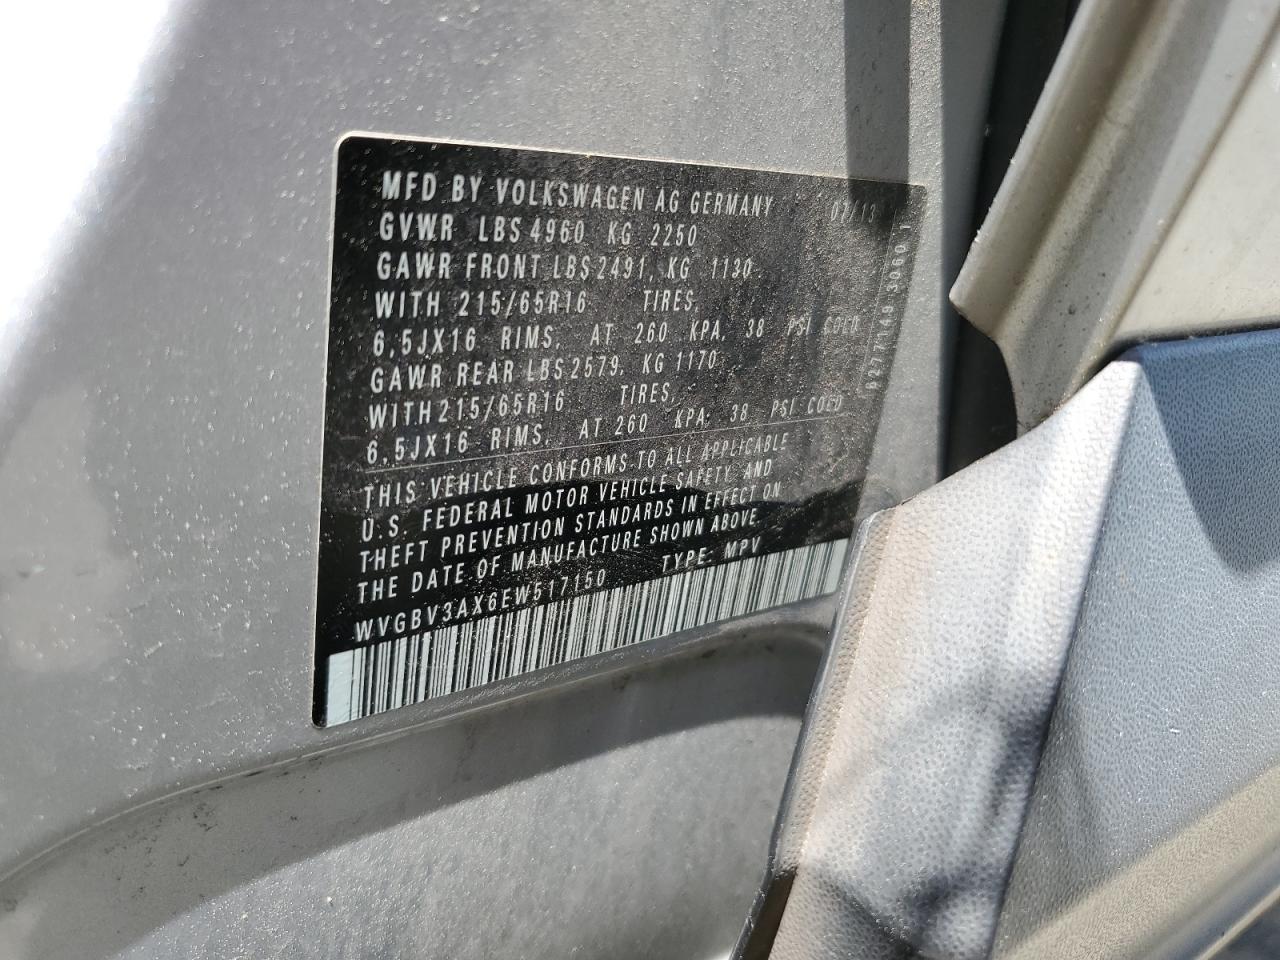 MFD BY VOLKSWAGEN AG GERMANY 07/13
GVWR LBS 4960 KG 2250
GAWR FRONT LBS 2491, KG 1130
WITH 215/65R16 TIRES,
6,5JX16 RIMS, AT 260 KPA, 38 PSI COLD
GAWR REAR LBS 2579, KG 1170
WITH 215/65R16 TIRES,
6,5JX16 RIMS, AT 260 KPA, 38 PSI COLD
THIS VEHICLE CONFORMS TO ALL APPLICABLE
U.S. FEDERAL MOTOR VEHICLE SAFETY AND
THEFT PREVENTION STANDARDS IN EFFECT ON
THE DATE OF MANUFACTURE SHOWN ABOVE
WVGBV3AX6EW517150 TYPE: MPV